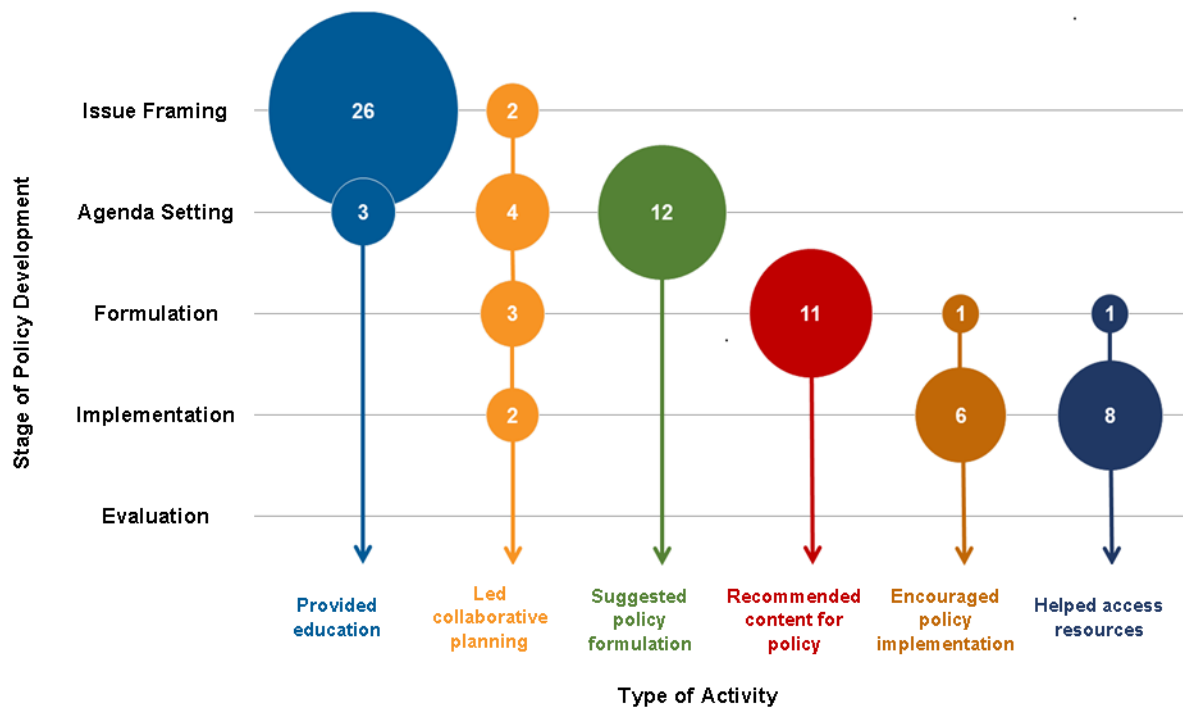 Stage of Policy Development
Issue Framing
26
2
Agenda Setting
3
4
12
Formulation
3
11
1
1
Implementation
2
6
8
Evaluation
Provided
education
Led
collaborative
planning
Suggested
policy
formulation
Recommended
content for
policy
Encouraged
policy
implementation
Helped access
resources
Type of Activity